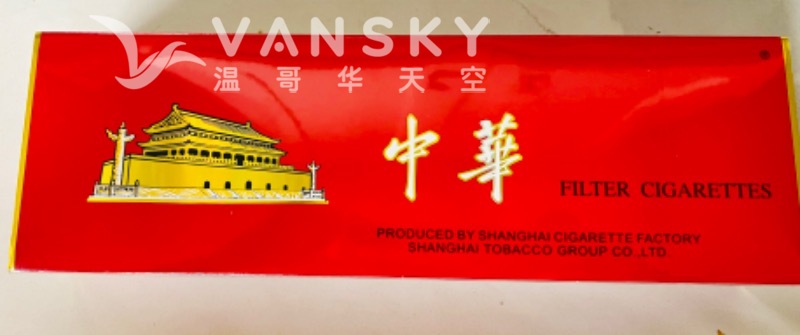 VANSKY
温哥华天空
®
中華
FILTER CIGARETTES
PRODUCED BY SHANGHAI CIGARETTE FACTORY
SHANGHAI TOBACCO GROUP CO.,LTD.